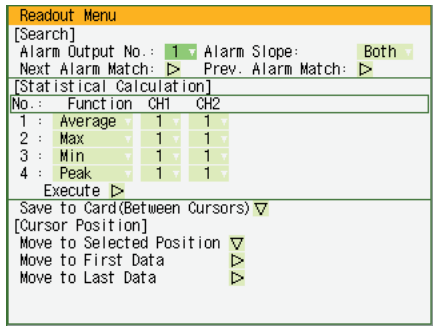 Readout Menu
[Search]
Alarm Output No.: 1 Alarm Slope: Both
Next Alarm Match: Prev. Alarm Match:
[Statistical Calculation]
No.: Function CH1 CH2
1 : Average 1 1
2 : Max 1 1
3 : Min 1 1
4 : Peak 1 1
Execute
Save to Card(Between Cursors)
[Cursor Position]
Move to Selected Position
Move to First Data
Move to Last Data